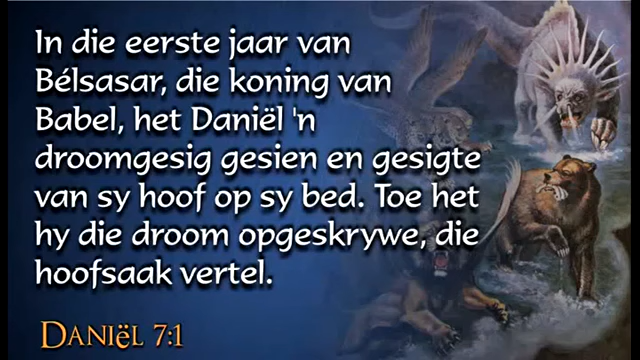 In die eerste jaar van
Bélsasar, die koning van
Babel, het Daniël 'n
droomgesig gesien en gesigte
van sy hoof op sy bed. Toe het
hy die droom opgeskrywe, die
hoofsaak vertel.
Daniël 7:1